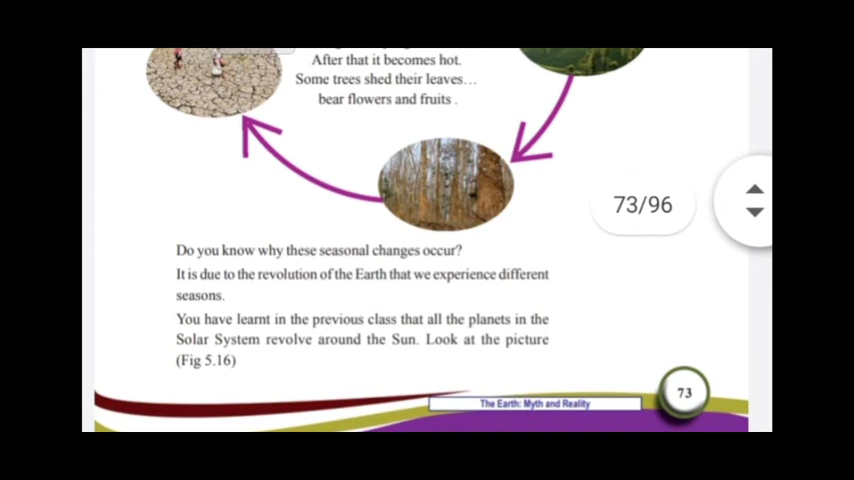 After that it becomes hot.
Some trees shed their leaves…
bear flowers and fruits .
73/96
Do you know why these seasonal changes occur?
It is due to the revolution of the Earth that we experience different
seasons.
You have learnt in the previous class that all the planets in the
Solar System revolve around the Sun. Look at the picture
(Fig 5.16)
73
The Earth: Myth and Reality